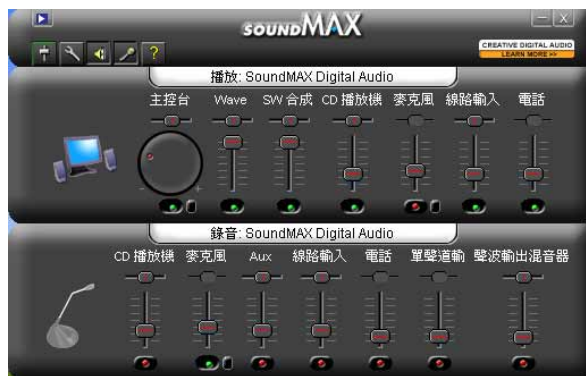 SOUNDMAX
CREATIVE DIGITAL AUDIO
LEARN MORE >>
播放: SoundMAX Digital Audio
主控台 Wave SW 合成 CD 播放機 麥克風 線路輸入 電話
錄音: SoundMAX Digital Audio
CD 播放機 麥克風 Aux 線路輸入 電話 單聲道輸 聲波輸出混音器